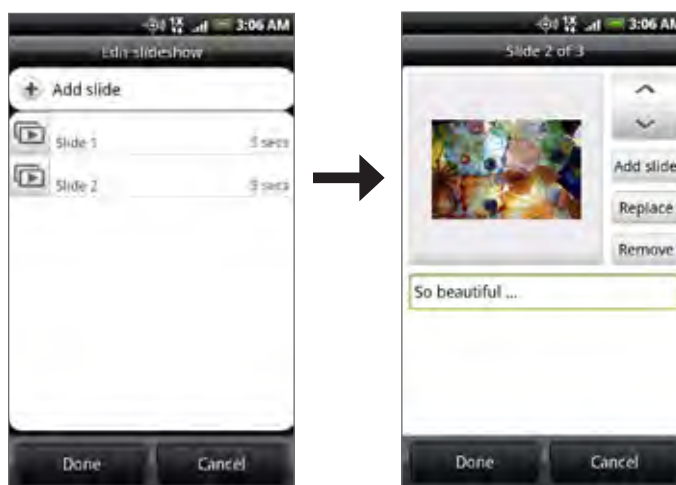 3:06 AM
Edit slideshow
Add slide
Slide 1 5 secs
Slide 2 5 secs
Done Cancel
3:06 AM
Slide 2 of 3
Add slide
Replace
Remove
So beautiful ...
Done Cancel